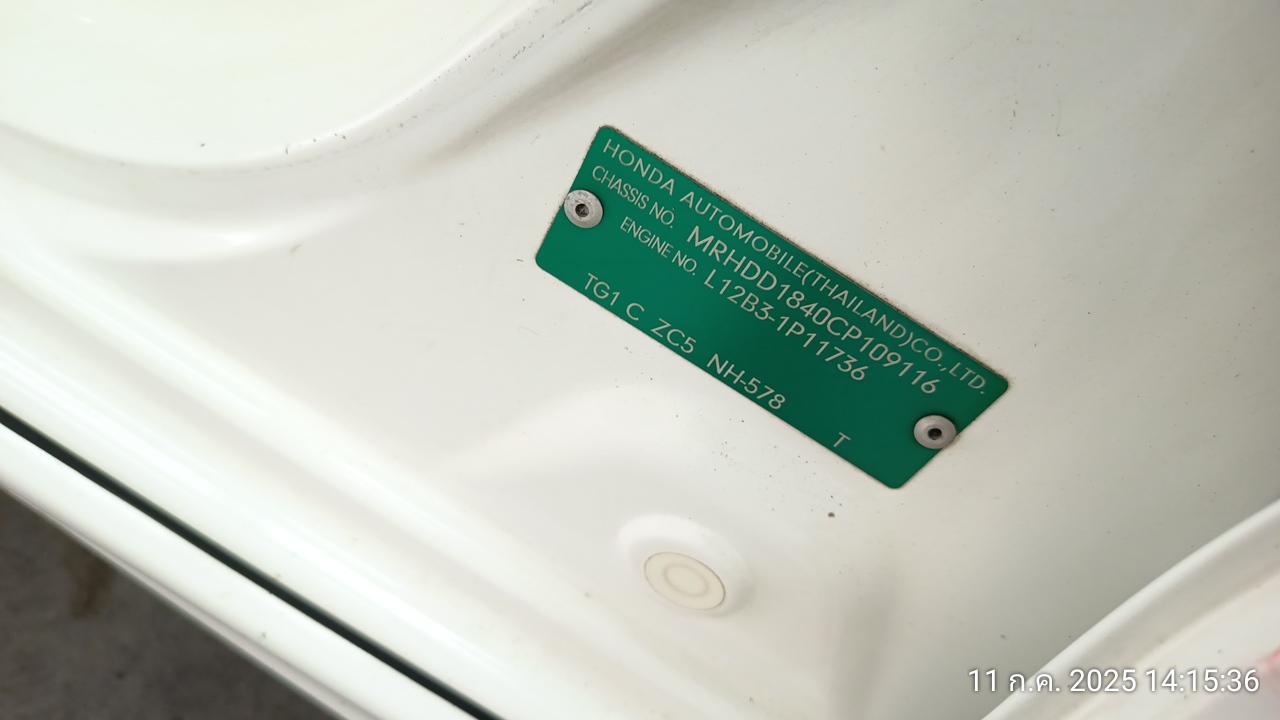 HONDA AUTOMOBILE(THAILAND)CO.,LTD.
CHASSIS NO. MRHDD1840CP109116
ENGINE NO. L12B3-1P11736
TG1 C ZC5 NH-578 T
11 ก.ค. 2025 14:15:36